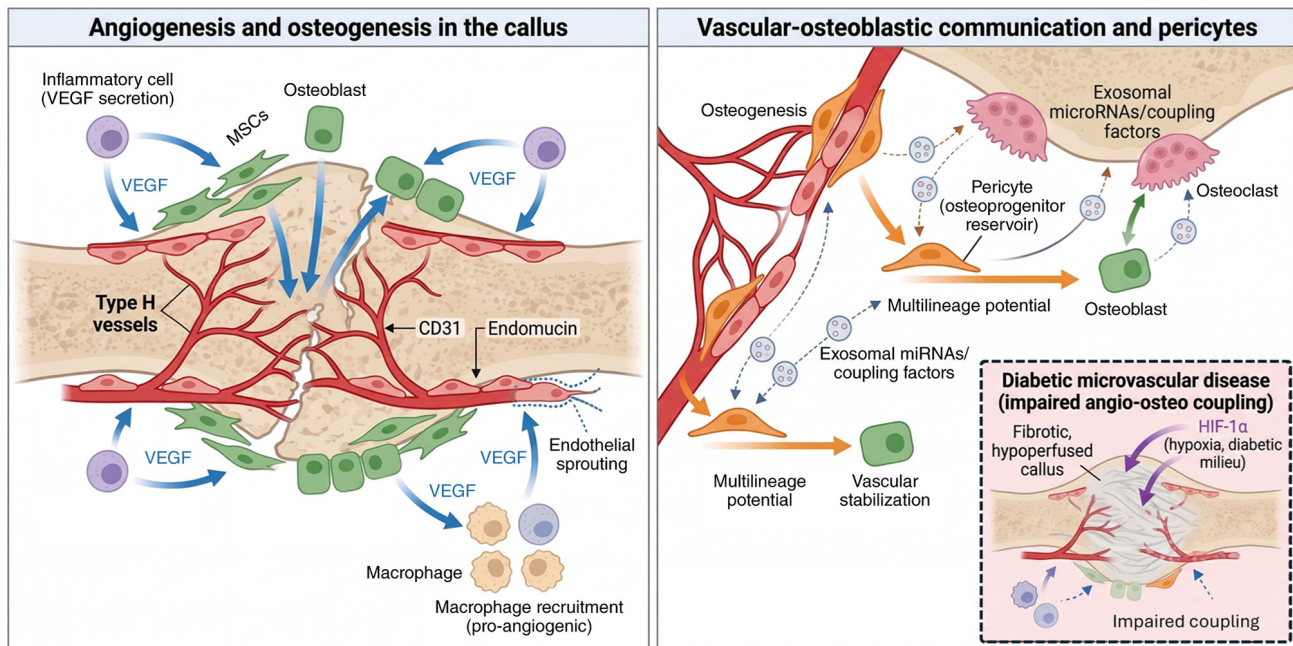 Angiogenesis and osteogenesis in the callus
Inflammatory cell
(VEGF secretion)
MSCs
Osteoblast
VEGF
VEGF
Type H
vessels
CD31
Endomucin
VEGF
VEGF
VEGF
Endothelial
sprouting
Macrophage
Macrophage recruitment
(pro-angiogenic)
Vascular-osteoblastic communication and pericytes
Osteogenesis
Exosomal
microRNAs/coupling
factors
Pericyte
(osteoprogenitor
reservoir)
Osteoclast
Multilineage potential
Osteoblast
Exosomal miRNAs/
coupling factors
Multilineage
potential
Vascular
stabilization
Diabetic microvascular disease
(impaired angio-osteo coupling)
Fibrotic,
hypoperfused
callus
HIF-1α
(hypoxia, diabetic
milieu)
Impaired coupling